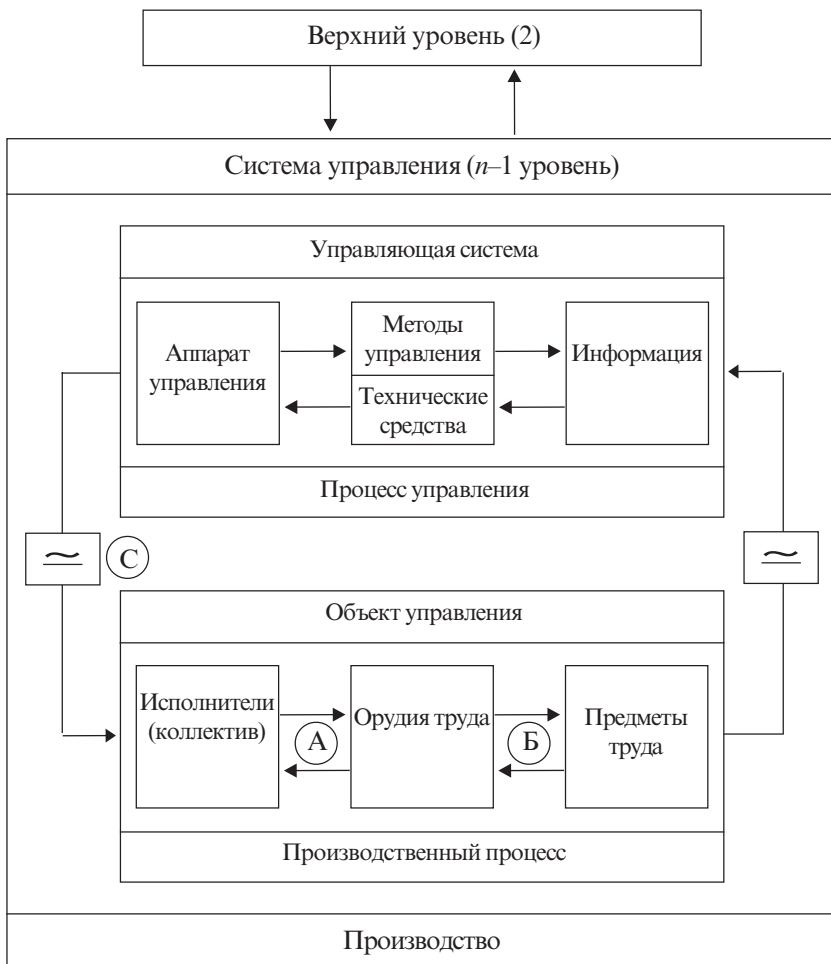 Верхний уровень (2)
Система управления (n–1 уровень)
Управляющая система
Аппарат
управления
Методы
управления
Технические
средства
Информация
Процесс управления
С
Объект управления
Исполнители
(коллектив)
А
Орудия труда
Б
Предметы
труда
Производственный процесс
Производство